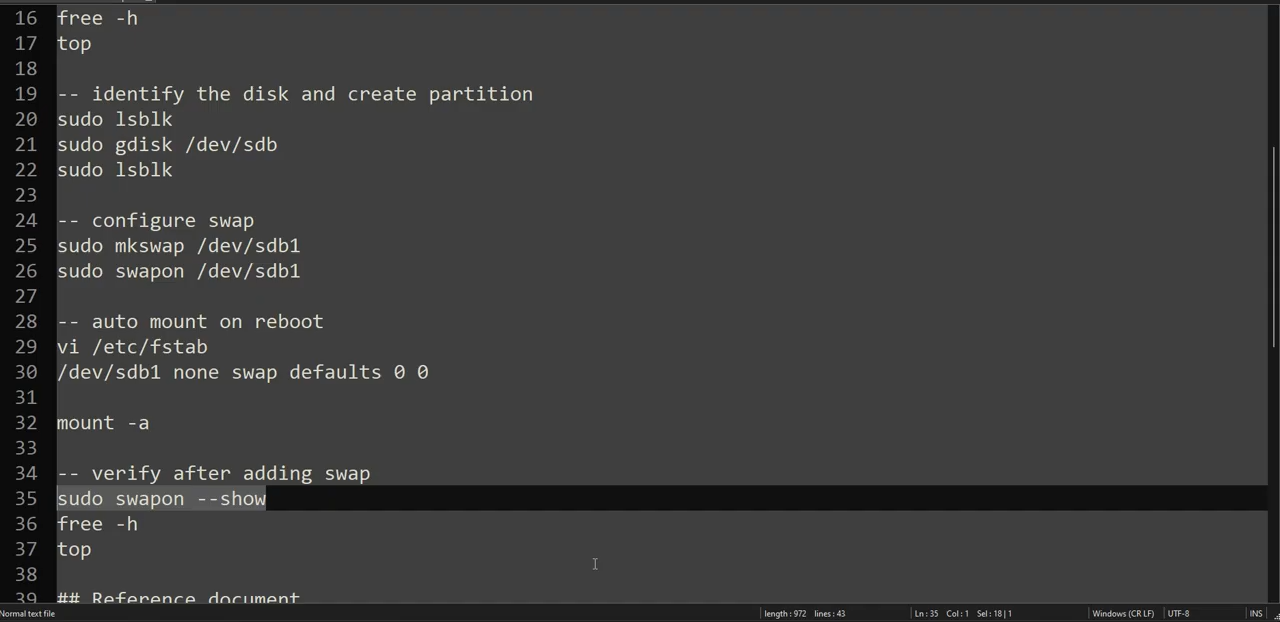 16 free -h
17 top
18
19 -- identify the disk and create partition
20 sudo lsblk
21 sudo gdisk /dev/sdb
22 sudo lsblk
23
24 -- configure swap
25 sudo mkswap /dev/sdb1
26 sudo swapon /dev/sdb1
27
28 -- auto mount on reboot
29 vi /etc/fstab
30 /dev/sdb1 none swap defaults 0 0
31
32 mount -a
33
34 -- verify after adding swap
35 sudo swapon --show
36 free -h
37 top
38
39 ## Reference document
Normal text file length : 972 lines : 43 Ln : 35 Col : 1 Sel : 18 | 1 Windows (CR LF) UTF-8 INS